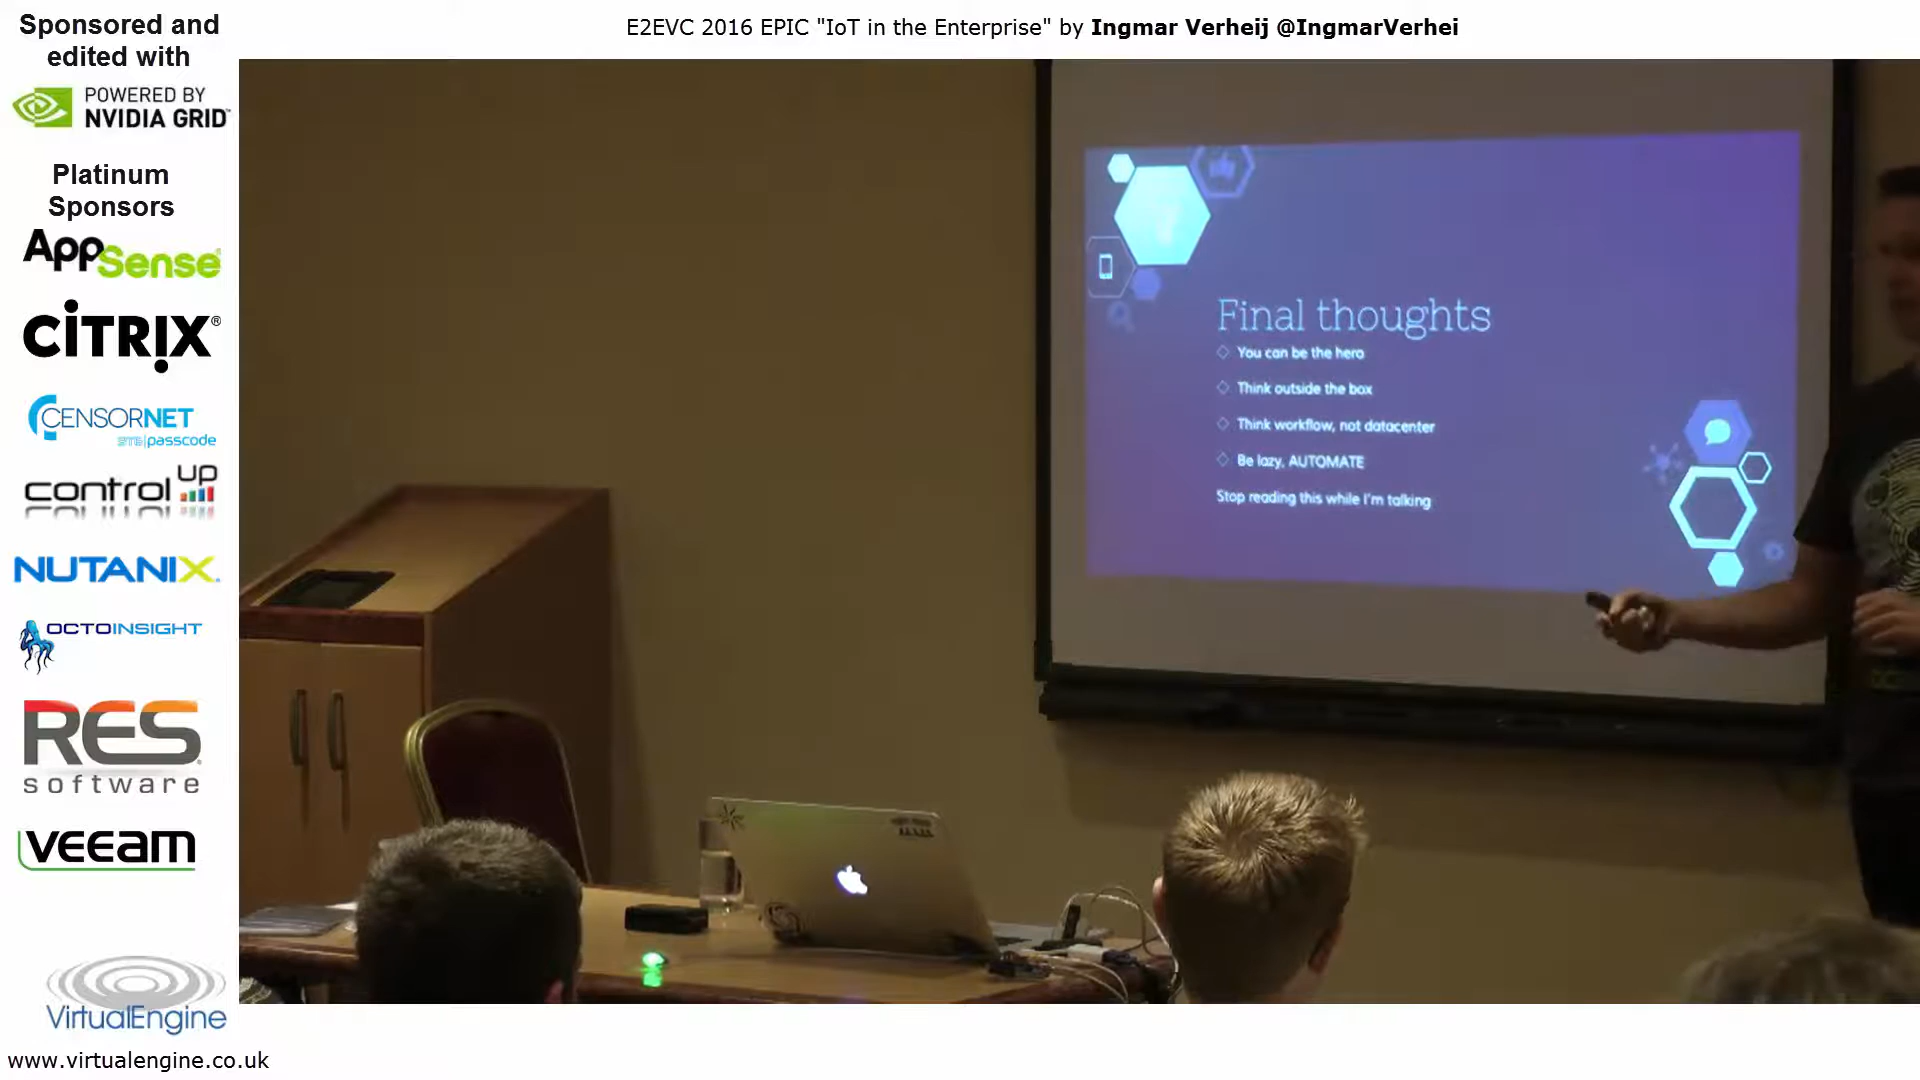 E2EVC 2016 EPIC "IoT in the Enterprise" by Ingmar Verheij @IngmarVerhei
Sponsored and
edited with
POWERED BY
NVIDIA GRID
Platinum
Sponsors
AppSense
CİTRIX
CENSORNET
SMS|passcode
control UP
NUTANIX
OCTOINSIGHT
RES
software
veeam
VirtualEngine
www.virtualengine.co.uk
Final thoughts
You can be the hero
Think outside the box
Think workflow, not datacenter
Be lazy, AUTOMATE
Stop reading this while I'm talking